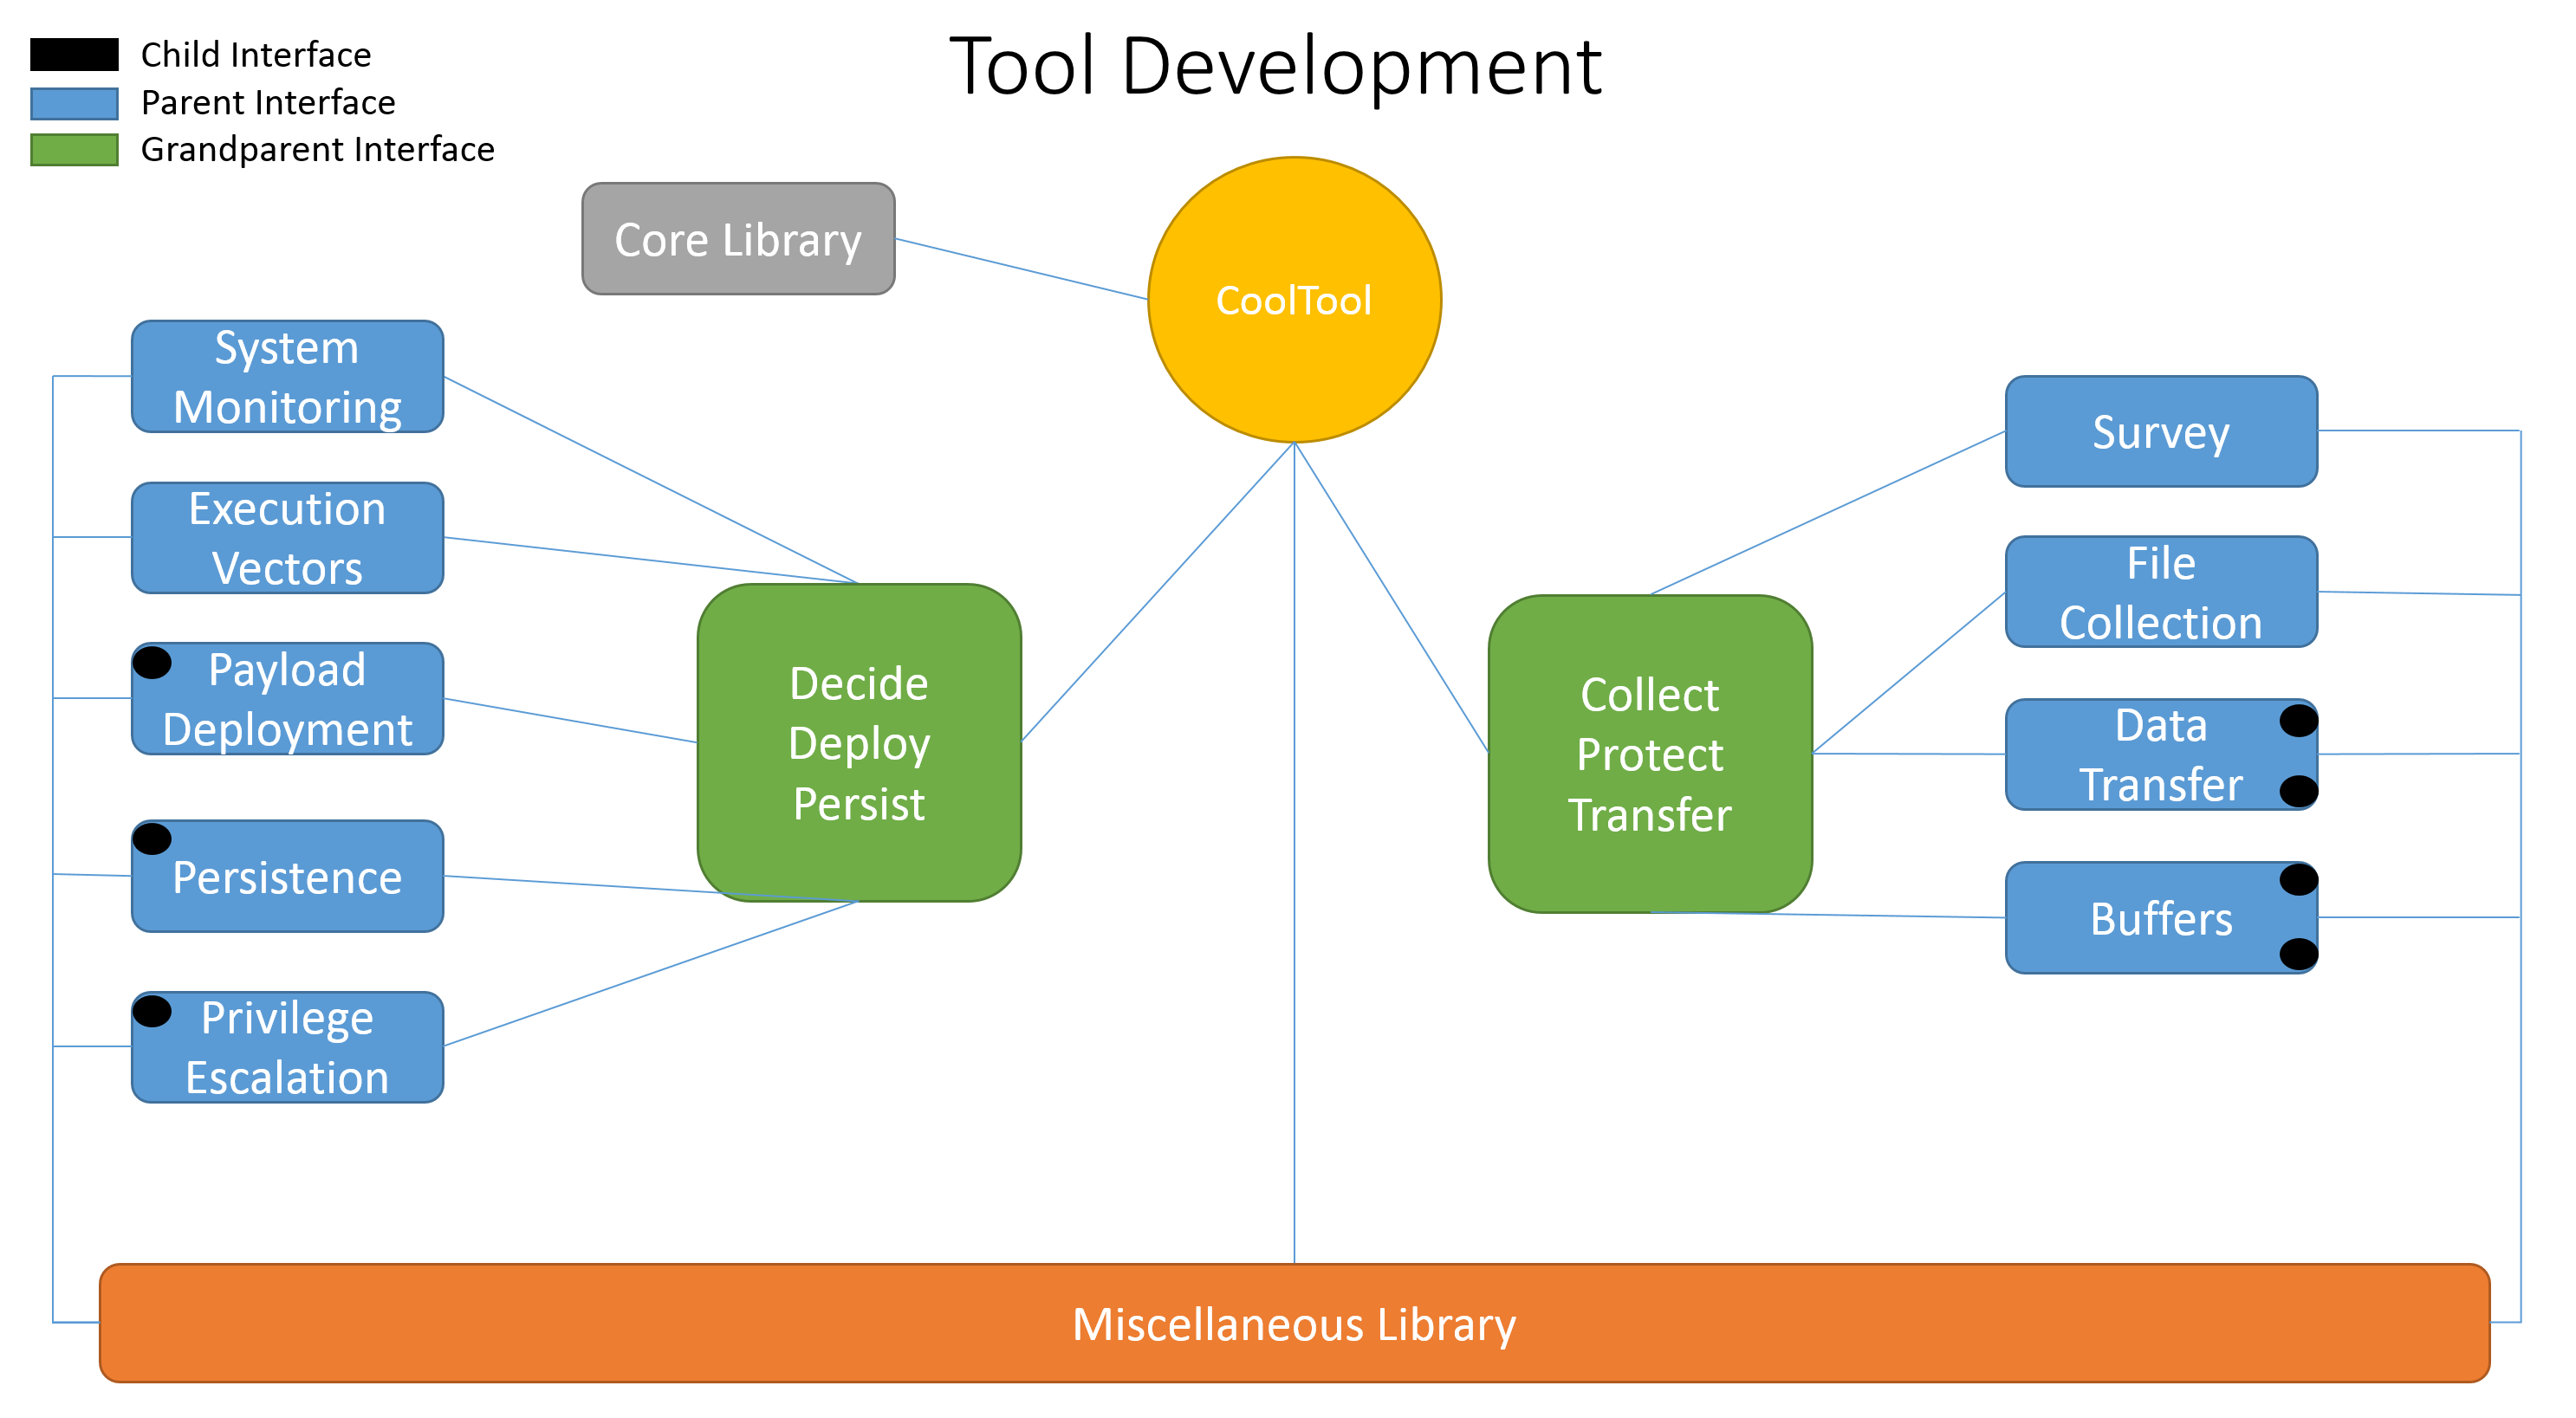 Tool Development
Child Interface
Parent Interface
Grandparent Interface
Core Library
CoolTool
System
Monitoring
Execution
Vectors
Payload
Deployment
Persistence
Privilege
Escalation
Decide
Deploy
Persist
Collect
Protect
Transfer
Survey
File
Collection
Data
Transfer
Buffers
Miscellaneous Library